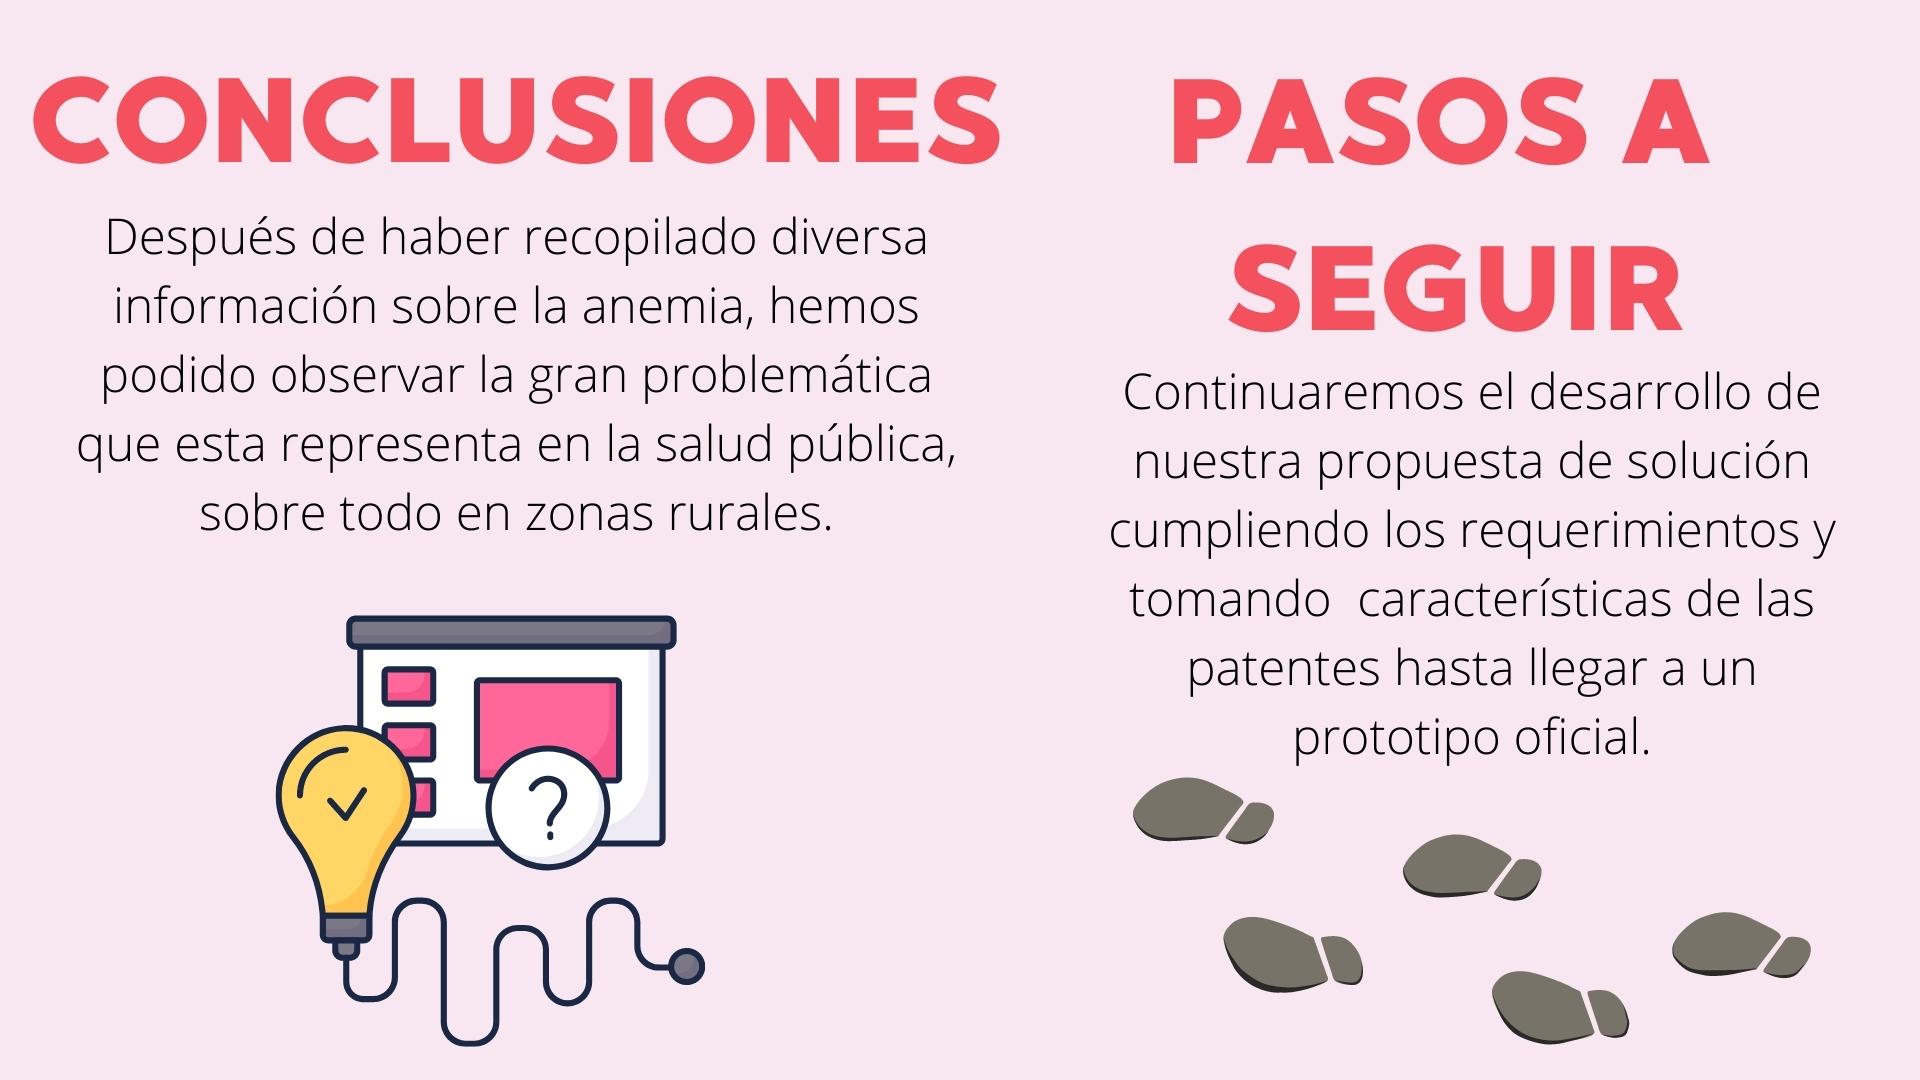 CONCLUSIONES
Después de haber recopilado diversa
información sobre la anemia, hemos
podido observar la gran problemática
que esta representa en la salud pública,
sobre todo en zonas rurales.
PASOS A
SEGUIR
Continuaremos el desarrollo de
nuestra propuesta de solución
cumpliendo los requerimientos y
tomando  características de las
patentes hasta llegar a un
prototipo oficial.
?